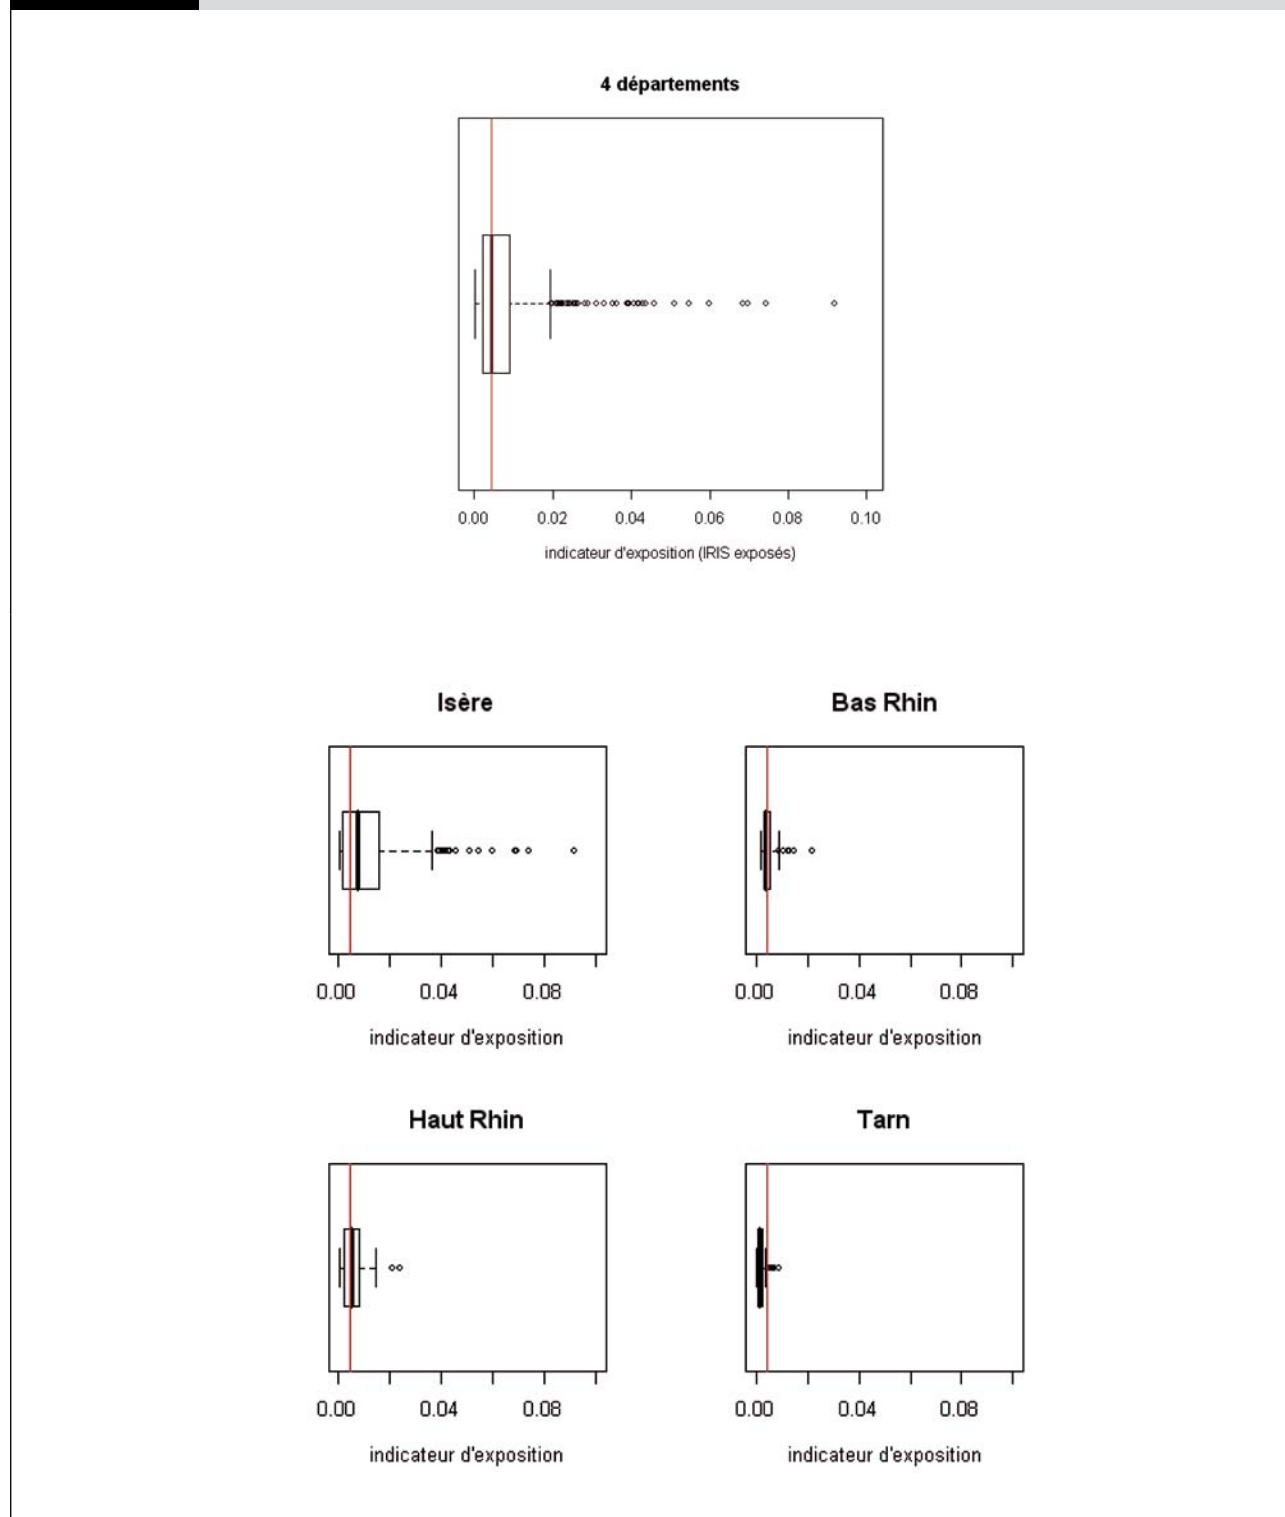 4 départements
0.00 0.02 0.04 0.06 0.08 0.10
indicateur d'exposition (IRIS exposés)
Isère
Bas Rhin
0.00 0.04 0.08
0.00 0.04 0.08
indicateur d'exposition
indicateur d'exposition
Haut Rhin
Tarn
0.00 0.04 0.08
0.00 0.04 0.08
indicateur d'exposition
indicateur d'exposition